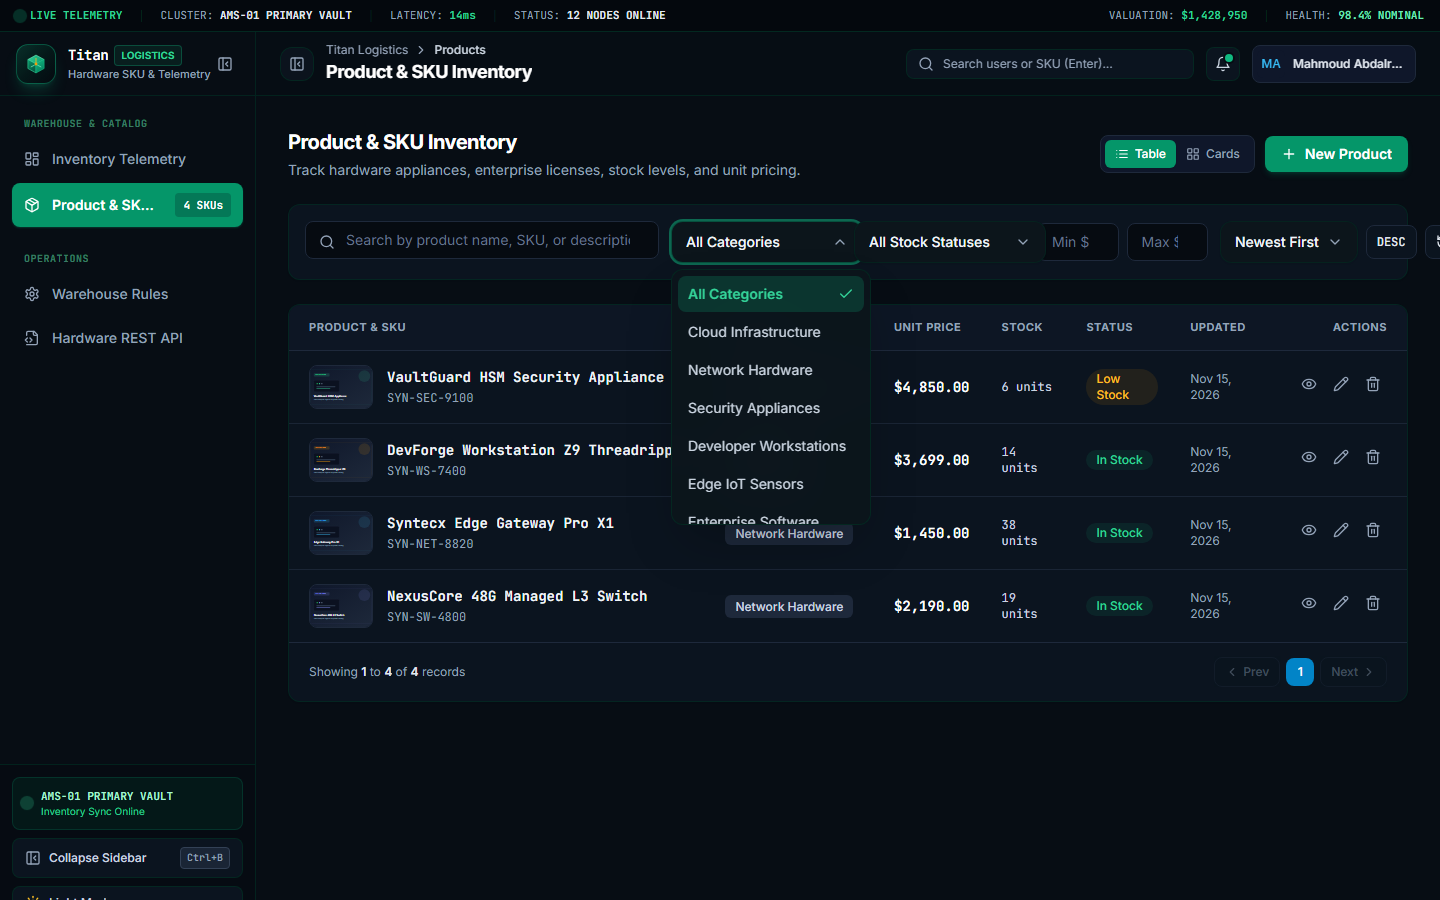 LIVE TELEMETRY CLUSTER: AMS-01 PRIMARY VAULT LATENCY: 14ms STATUS: 12 NODES ONLINE VALUATION: $1,428,950 HEALTH: 98.4% NOMINAL
Titan LOGISTICS
Hardware SKU & Telemetry
Titan Logistics > Products
Product & SKU Inventory
Search users or SKU (Enter)...
MA Mahmoud Abdalr...
WAREHOUSE & CATALOG
Inventory Telemetry
Product & SK... 4 SKUs
OPERATIONS
Warehouse Rules
Hardware REST API
AMS-01 PRIMARY VAULT
Inventory Sync Online
Collapse Sidebar Ctrl+B
Product & SKU Inventory
Track hardware appliances, enterprise licenses, stock levels, and unit pricing.
Table Cards + New Product
Search by product name, SKU, or descripti
All Categories All Stock Statuses Min $ Max $ Newest First DESC
All Categories
Cloud Infrastructure
Network Hardware
Security Appliances
Developer Workstations
Edge IoT Sensors
Enterprise Software
PRODUCT & SKU UNIT PRICE STOCK STATUS UPDATED ACTIONS
VaultGuard HSM Security Appliance
SYN-SEC-9100
$4,850.00 6 units Low Stock Nov 15, 2026
DevForge Workstation Z9 Threadripp
SYN-WS-7400
$3,699.00 14 units In Stock Nov 15, 2026
Syntecx Edge Gateway Pro X1
SYN-NET-8820
Network Hardware $1,450.00 38 units In Stock Nov 15, 2026
NexusCore 48G Managed L3 Switch
SYN-SW-4800
Network Hardware $2,190.00 19 units In Stock Nov 15, 2026
Showing 1 to 4 of 4 records
Prev 1 Next